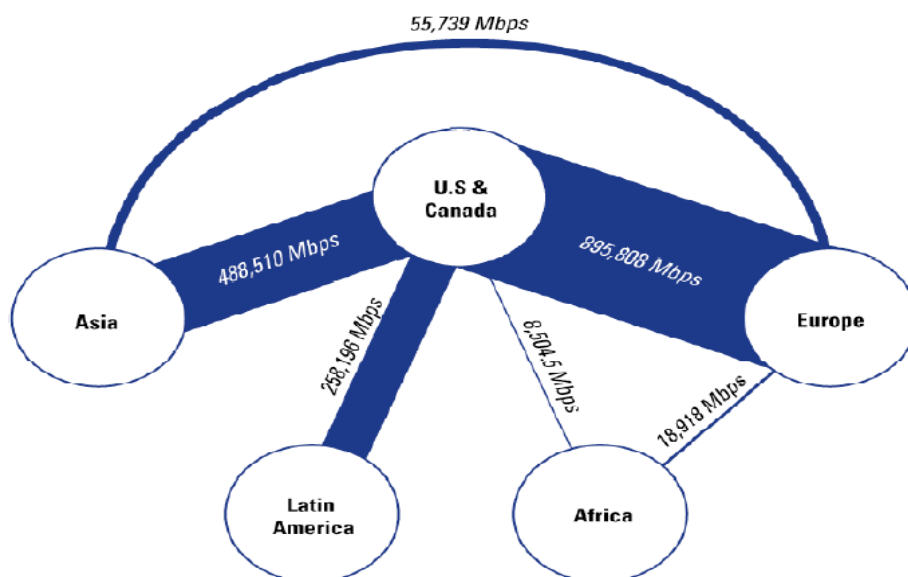 55,739 Mbps
U.S &
Canada
488,510 Mbps
895,808 Mbps
Asia
Europe
258,196 Mbps
8,504.5 Mbps
18,918 Mbps
Latin
America
Africa